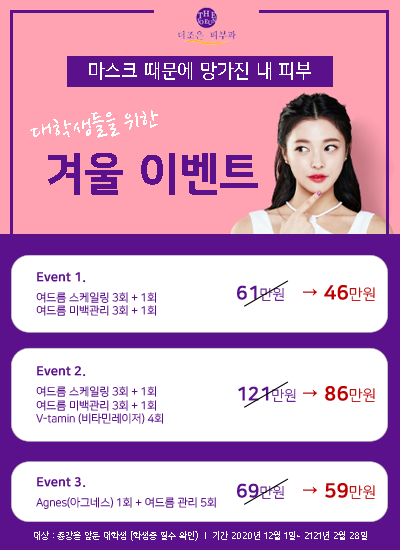 THE
JOEUN
더조은 피부과
마스크 때문에 망가진 내 피부
대학생들을 위한
겨울 이벤트
Event 1.
여드름 스케일링 3회 + 1회
여드름 미백관리 3회 + 1회
61만원 → 46만원
Event 2.
여드름 스케일링 3회 + 1회
여드름 미백관리 3회 + 1회
V-tamin (비타민레이저) 4회
121만원 → 86만원
Event 3.
Agnes(아그네스) 1회 + 여드름 관리 5회
69만원 → 59만원
대상 : 종강을 앞둔 대학생 (학생증 필수 확인) I 기간 2020년 12월 1일~ 2121년 2월 28일